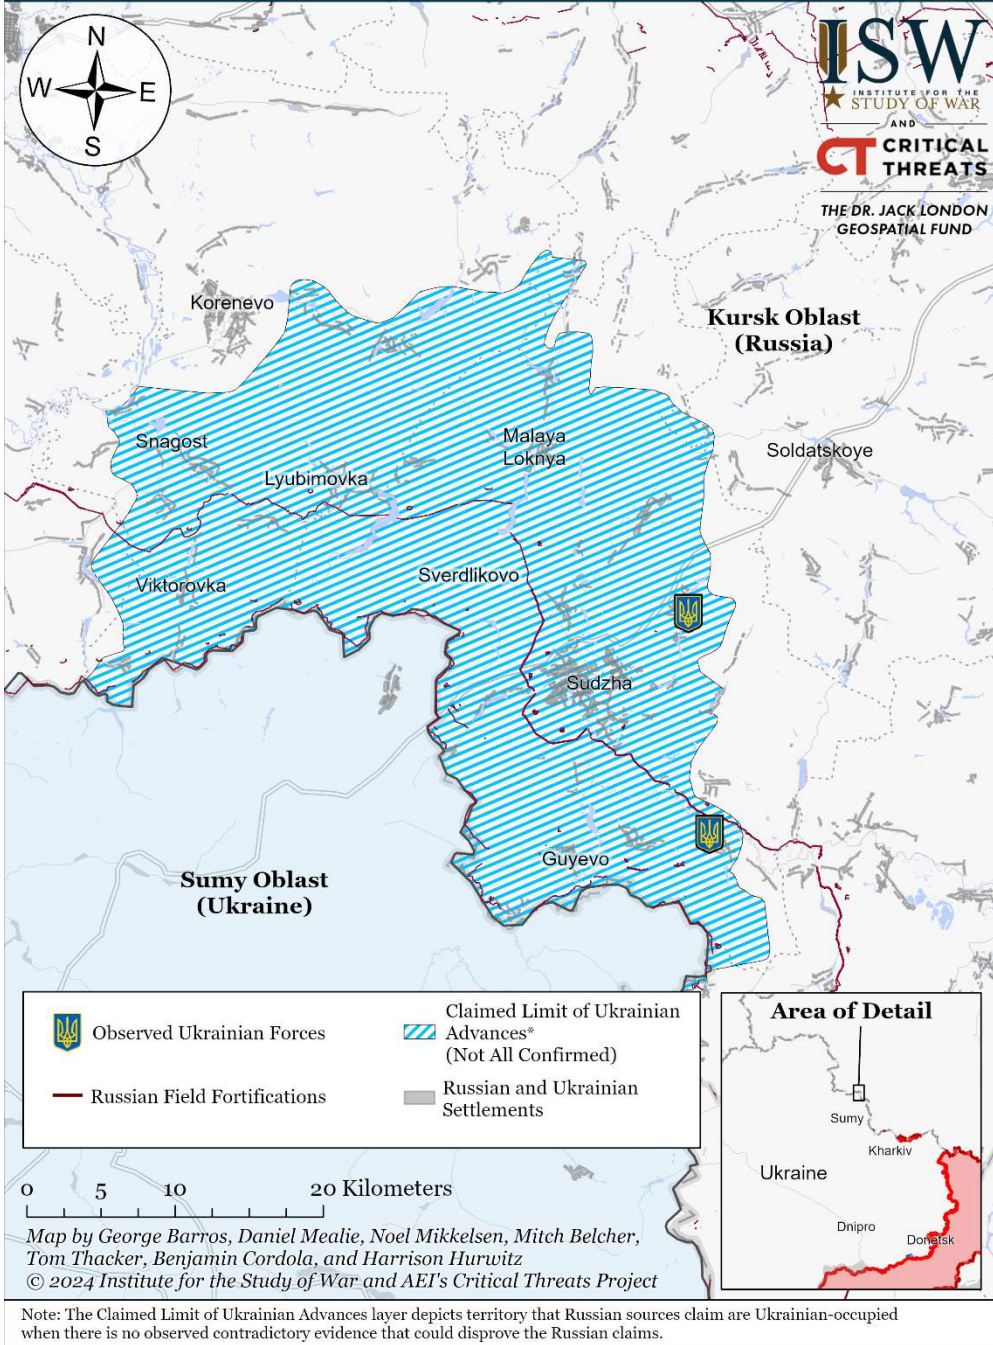 N
W E
S
ISW
INSTITUTE FOR THE
STUDY OF WAR
AND
CT CRITICAL
THREATS
THE DR. JACK LONDON
GEOSPATIAL FUND
Korenevo
Kursk Oblast
(Russia)
Snagost
Malaya
Loknya
Soldatskoye
Lyubimovka
Viktorovka
Sverdlikovo
Sudzha
Guyevo
Sumy Oblast
(Ukraine)
Observed Ukrainian Forces
Claimed Limit of Ukrainian
Advances*
(Not All Confirmed)
Russian Field Fortifications
Russian and Ukrainian
Settlements
Area of Detail
Sumy
Kharkiv
Ukraine
Dnipro
Donetsk
0 5 10 20 Kilometers
Map by George Barros, Daniel Mealie, Noel Mikkelsen, Mitch Belcher,
Tom Thacker, Benjamin Cordola, and Harrison Hurwitz
© 2024 Institute for the Study of War and AEI's Critical Threats Project
Note: The Claimed Limit of Ukrainian Advances layer depicts territory that Russian sources claim are Ukrainian-occupied
when there is no observed contradictory evidence that could disprove the Russian claims.